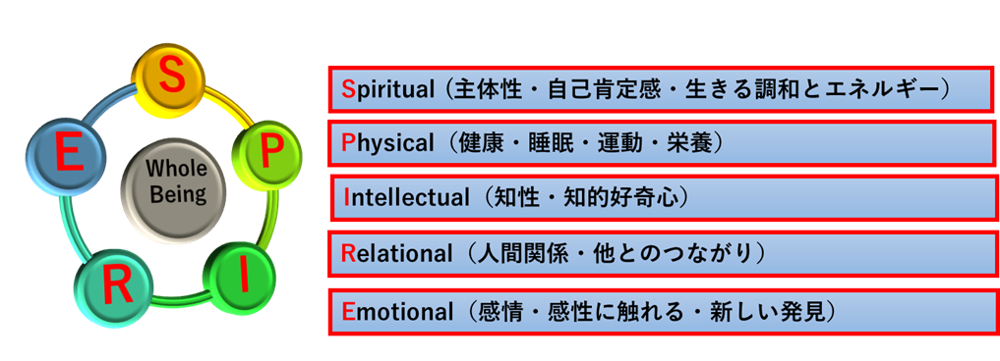 S
P
I
R
E
Whole
Being
Spiritual（主体性・自己肯定感・生きる調和とエネルギー）
Physical（健康・睡眠・運動・栄養）
Intellectual（知性・知的好奇心）
Relational（人間関係・他とのつながり）
Emotional（感情・感性に触れる・新しい発見）